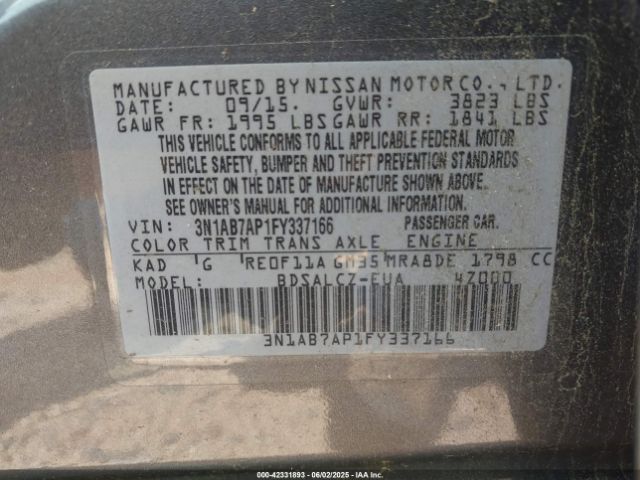 MANUFACTURED BY NISSAN MOTOR CO., LTD.
DATE: 09/15. GVWR: 3823 LBS
GAWR FR: 1995 LBS GAWR RR: 1841 LBS
THIS VEHICLE CONFORMS TO ALL APPLICABLE FEDERAL MOTOR
VEHICLE SAFETY, BUMPER AND THEFT PREVENTION STANDARDS
IN EFFECT ON THE DATE OF MANUFACTURE SHOWN ABOVE.
SEE OWNER'S MANUAL FOR ADDITIONAL INFORMATION.
VIN: 3N1AB7AP1FY337166 PASSENGER CAR.
COLOR TRIM TRANS AXLE ENGINE
KAD G RE0F11A GM35 MRA8DE 1798 CC
MODEL: BDSALCZ-EUA 47000
3N1AB7AP1FY337166
000-42331893 - 06/02/2025 - © IAA Holdings, LLC